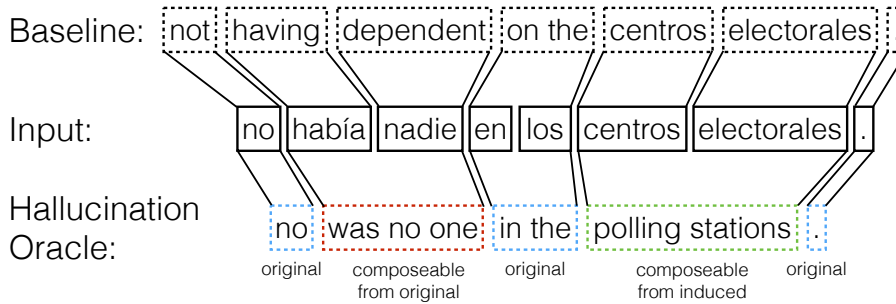 Baseline: not having dependent on the centros electorales .
Input: no había nadie en los centros electorales .
Hallucination
Oracle: no was no one in the polling stations .
original composeable from original original composeable from induced original